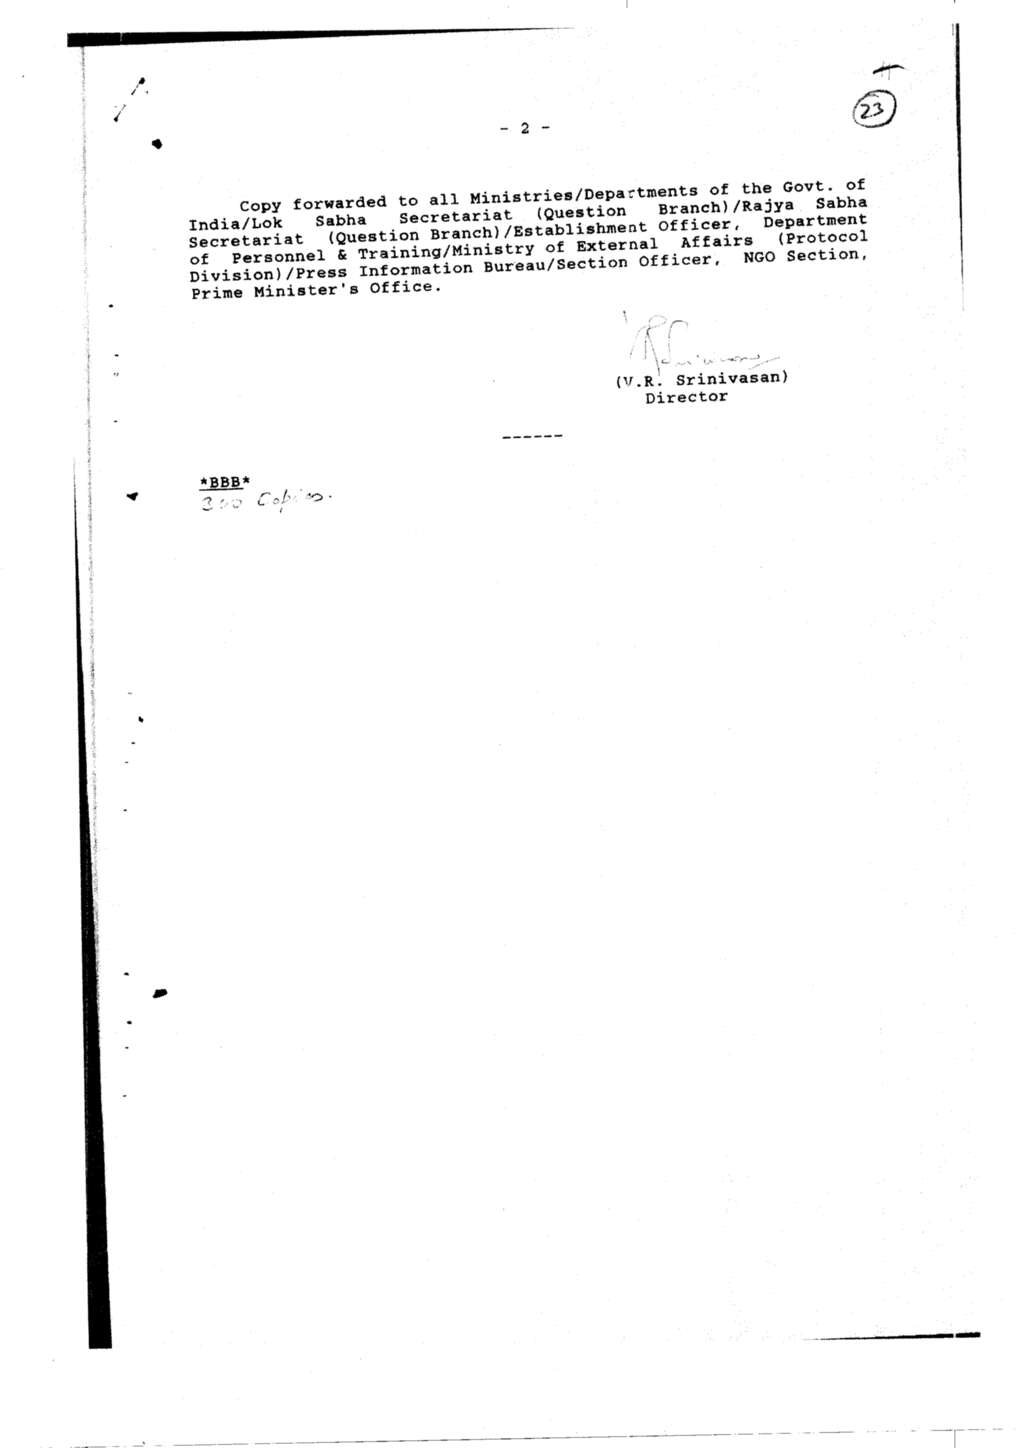 23
- 2 -
Copy forwarded to all Ministries/Departments of the Govt. of
India/Lok Sabha Secretariat (Question Branch)/Rajya Sabha
Secretariat (Question Branch)/Establishment Officer, Department
of Personnel & Training/Ministry of External Affairs (Protocol
Division)/Press Information Bureau/Section Officer, NGO Section,
Prime Minister's Office.
(V.R. Srinivasan)
Director
------
*BBB*
300 Copies.